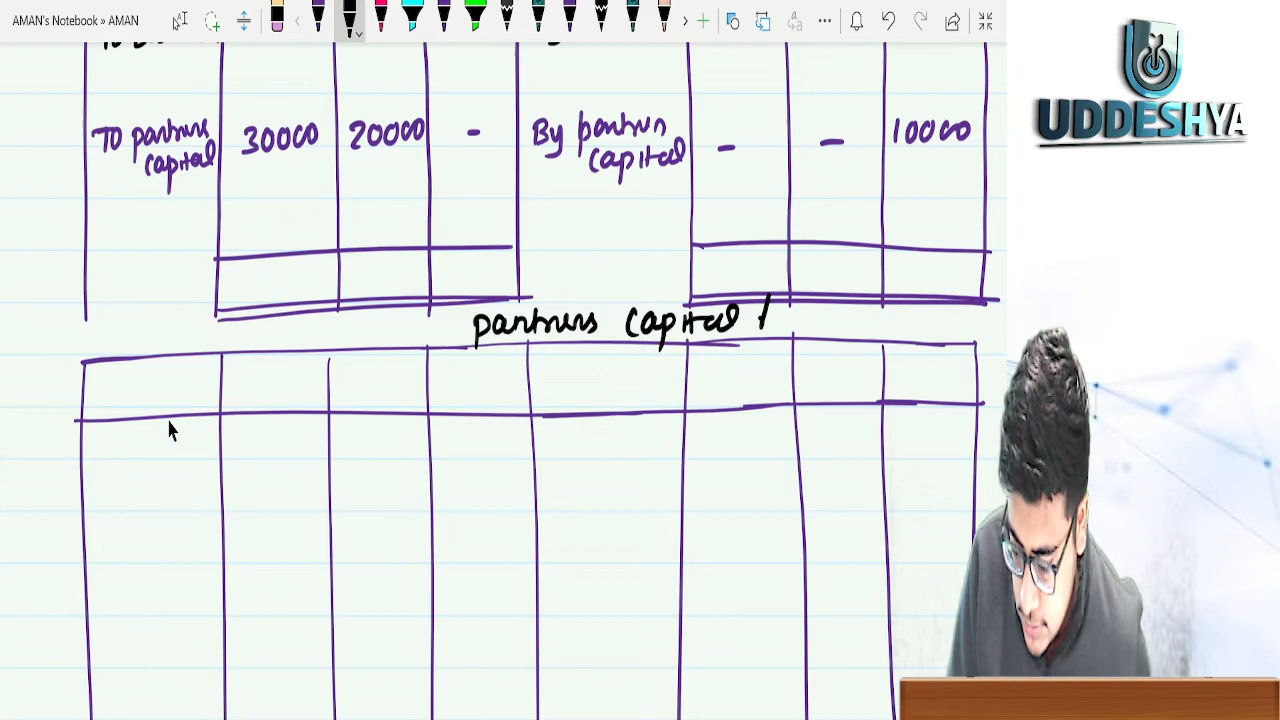 AMAN's Notebook » AMAN
UDDESHYA
To partners 30000 20000 - By partners - - 10000
capital capital
partners capital /